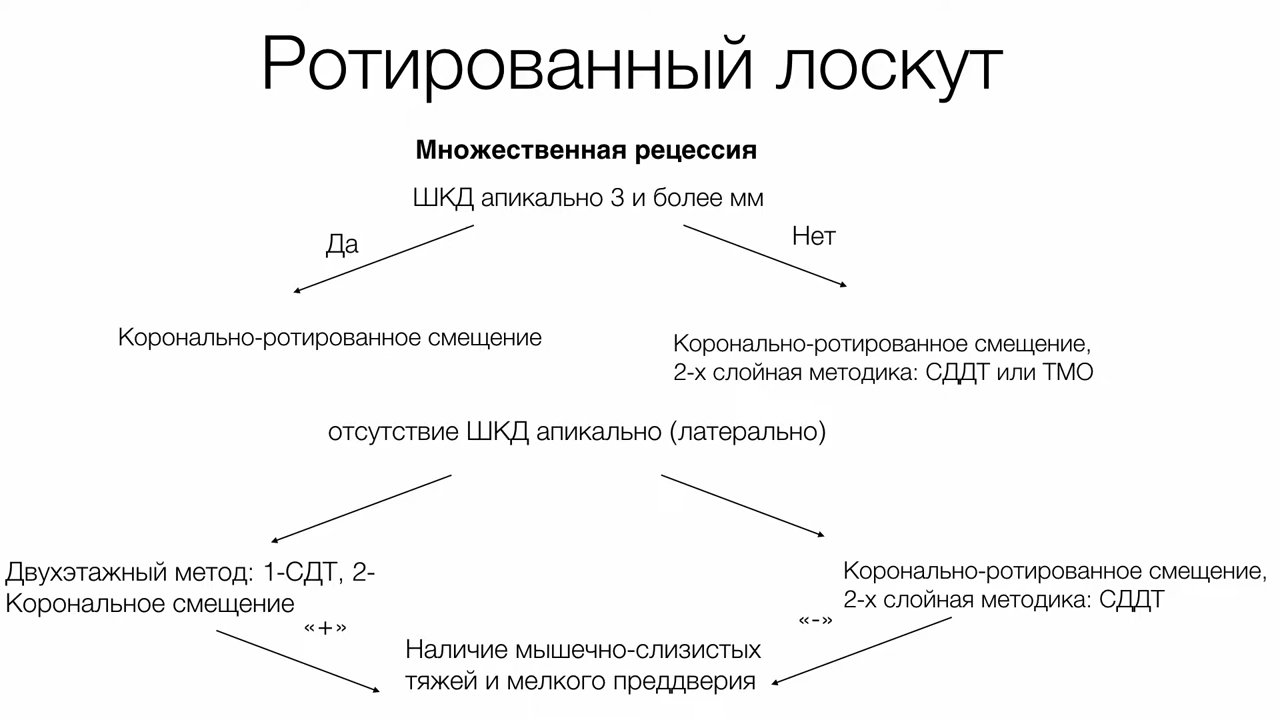 Ротированный лоскут
Множественная рецессия
ШКД апикально 3 и более мм
Да
Нет
Коронально-ротированное смещение
Коронально-ротированное смещение,
2-х слойная методика: СДДТ или ТМО
отсутствие ШКД апикально (латерально)
Двухэтажный метод: 1-СДТ, 2-
Корональное смещение
Коронально-ротированное смещение,
2-х слойная методика: СДДТ
«+»
«-»
Наличие мышечно-слизистых
тяжей и мелкого преддверия